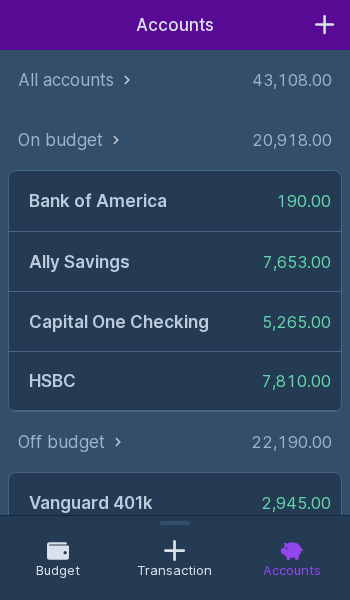 Accounts
All accounts 43,108.00
On budget 20,918.00
Bank of America 190.00
Ally Savings 7,653.00
Capital One Checking 5,265.00
HSBC 7,810.00
Off budget 22,190.00
Vanguard 401k 2,945.00
Budget Transaction Accounts